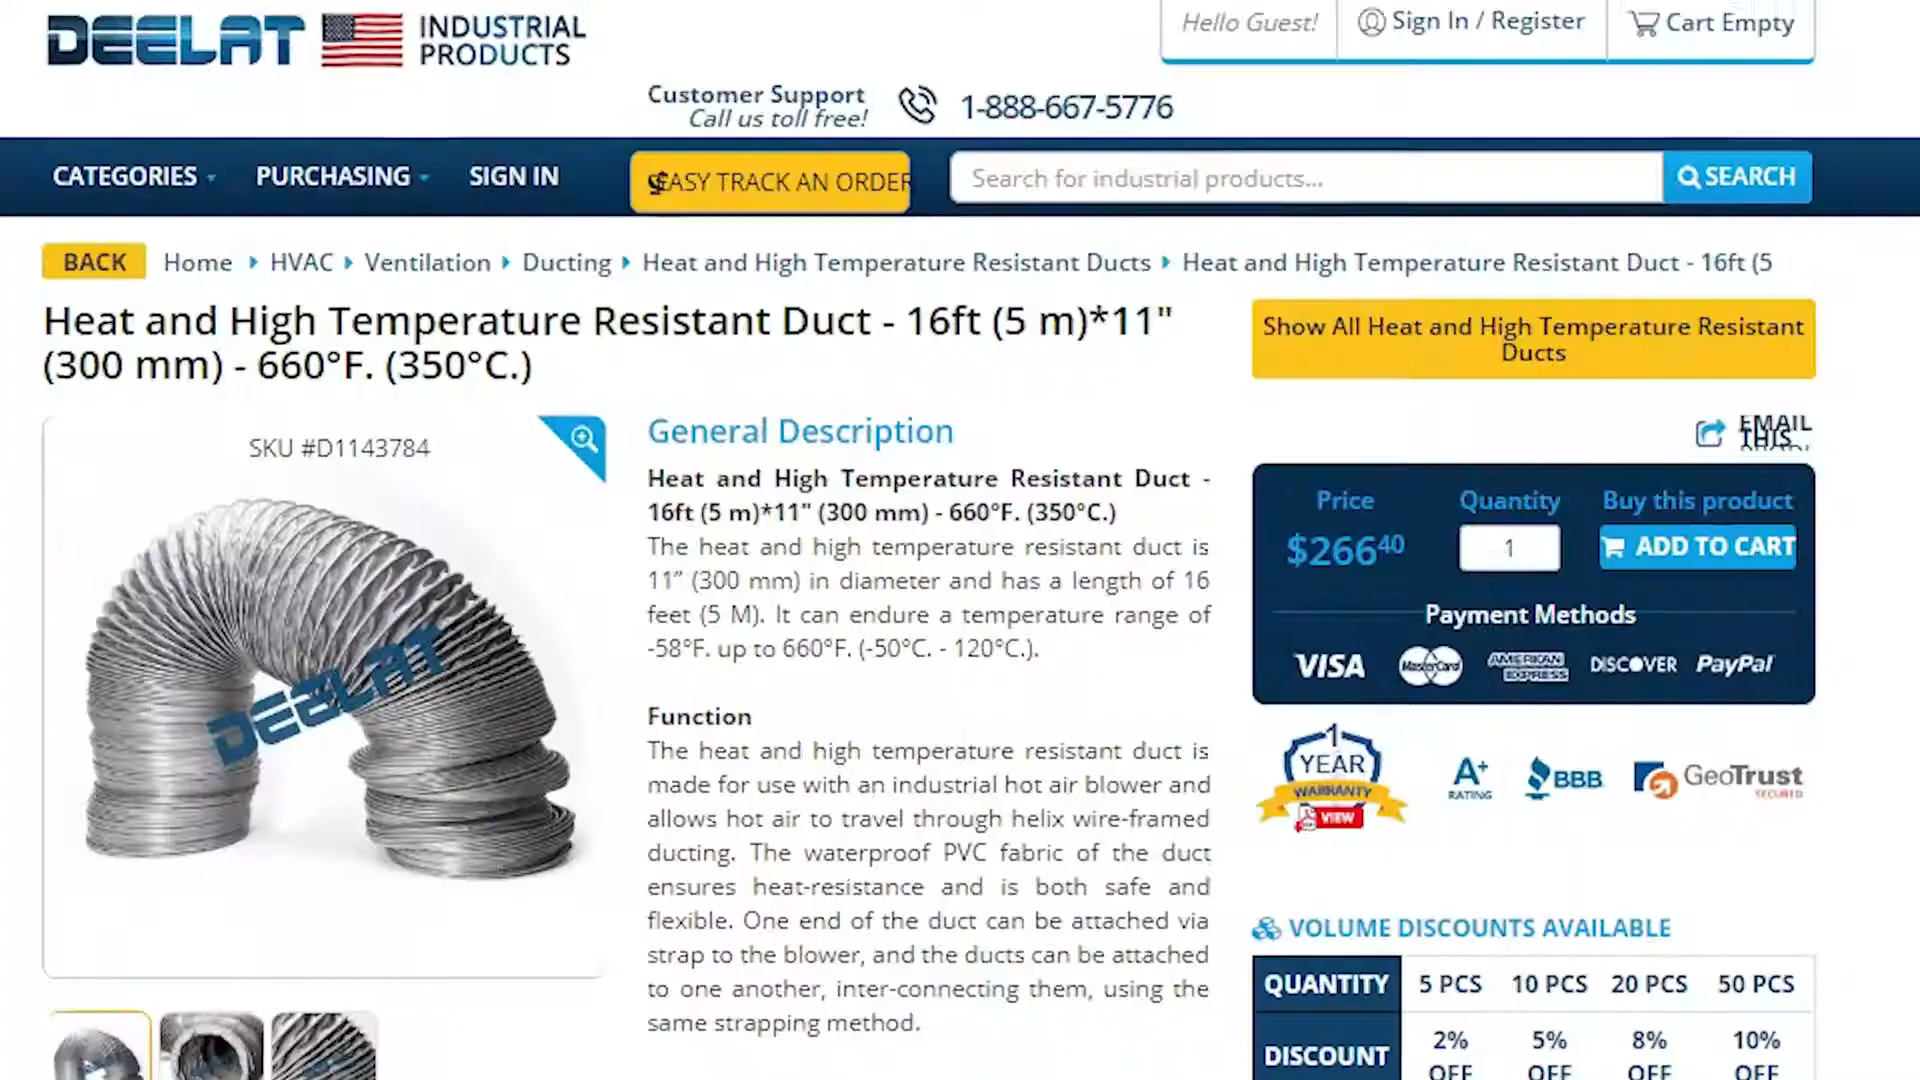 DEELAT INDUSTRIAL PRODUCTS
Hello Guest!
Sign In / Register
Cart Empty
Customer Support
Call us toll free!
1-888-667-5776
CATEGORIES
PURCHASING
SIGN IN
EASY TRACK AN ORDER
Search for industrial products...
SEARCH
BACK
Home
HVAC
Ventilation
Ducting
Heat and High Temperature Resistant Ducts
Heat and High Temperature Resistant Duct - 16ft (5
Heat and High Temperature Resistant Duct - 16ft (5 m)*11"
(300 mm) - 660°F. (350°C.)
SKU #D1143784
DEELAT
General Description
Heat and High Temperature Resistant Duct -
16ft (5 m)*11" (300 mm) - 660°F. (350°C.)
The heat and high temperature resistant duct is
11” (300 mm) in diameter and has a length of 16
feet (5 M). It can endure a temperature range of
-58°F. up to 660°F. (-50°C. - 120°C.).
Function
The heat and high temperature resistant duct is
made for use with an industrial hot air blower and
allows hot air to travel through helix wire-framed
ducting. The waterproof PVC fabric of the duct
ensures heat-resistance and is both safe and
flexible. One end of the duct can be attached via
strap to the blower, and the ducts can be attached
to one another, inter-connecting them, using the
same strapping method.
Show All Heat and High Temperature Resistant
Ducts
EMAIL
THIS
Price
Quantity
Buy this product
$26640
1
ADD TO CART
Payment Methods
VISA
MasterCard
AMERICAN EXPRESS
DISCOVER
PayPal
1
YEAR
WARRANTY
VIEW
A+
RATING
BBB
GeoTrust
SECURED
VOLUME DISCOUNTS AVAILABLE
QUANTITY 5 PCS 10 PCS 20 PCS 50 PCS
DISCOUNT 2% 5% 8% 10%
OFF OFF OFF OFF